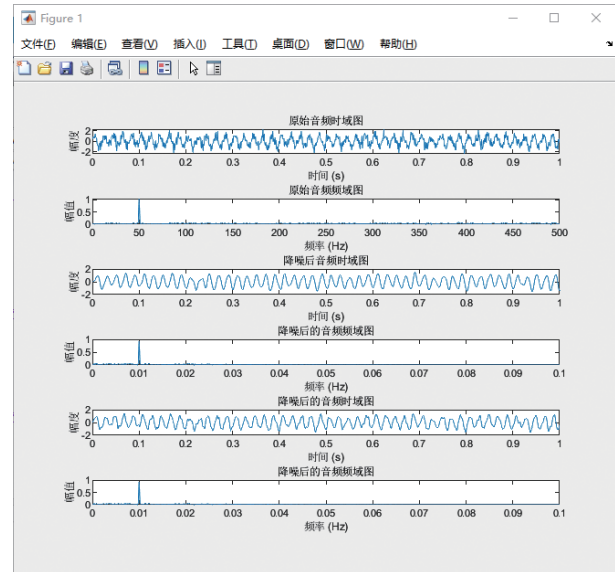 Figure 1
文件(F) 编辑(E) 查看(V) 插入(I) 工具(T) 桌面(D) 窗口(W) 帮助(H)
原始音频时域图
2
0
-2
幅度
0 0.1 0.2 0.3 0.4 0.5 0.6 0.7 0.8 0.9 1
时间 (s)
原始音频频域图
1
0.5
0
幅值
0 50 100 150 200 250 300 350 400 450 500
频率 (Hz)
降噪后音频时域图
2
0
-2
幅度
0 0.1 0.2 0.3 0.4 0.5 0.6 0.7 0.8 0.9 1
时间 (s)
降噪后的音频频域图
1
0.5
0
幅值
0 0.01 0.02 0.03 0.04 0.05 0.06 0.07 0.08 0.09 0.1
频率 (Hz)
降噪后的音频时域图
2
0
-2
幅度
0 0.1 0.2 0.3 0.4 0.5 0.6 0.7 0.8 0.9 1
时间 (s)
降噪后的音频频域图
1
0.5
0
幅值
0 0.01 0.02 0.03 0.04 0.05 0.06 0.07 0.08 0.09 0.1
频率 (Hz)